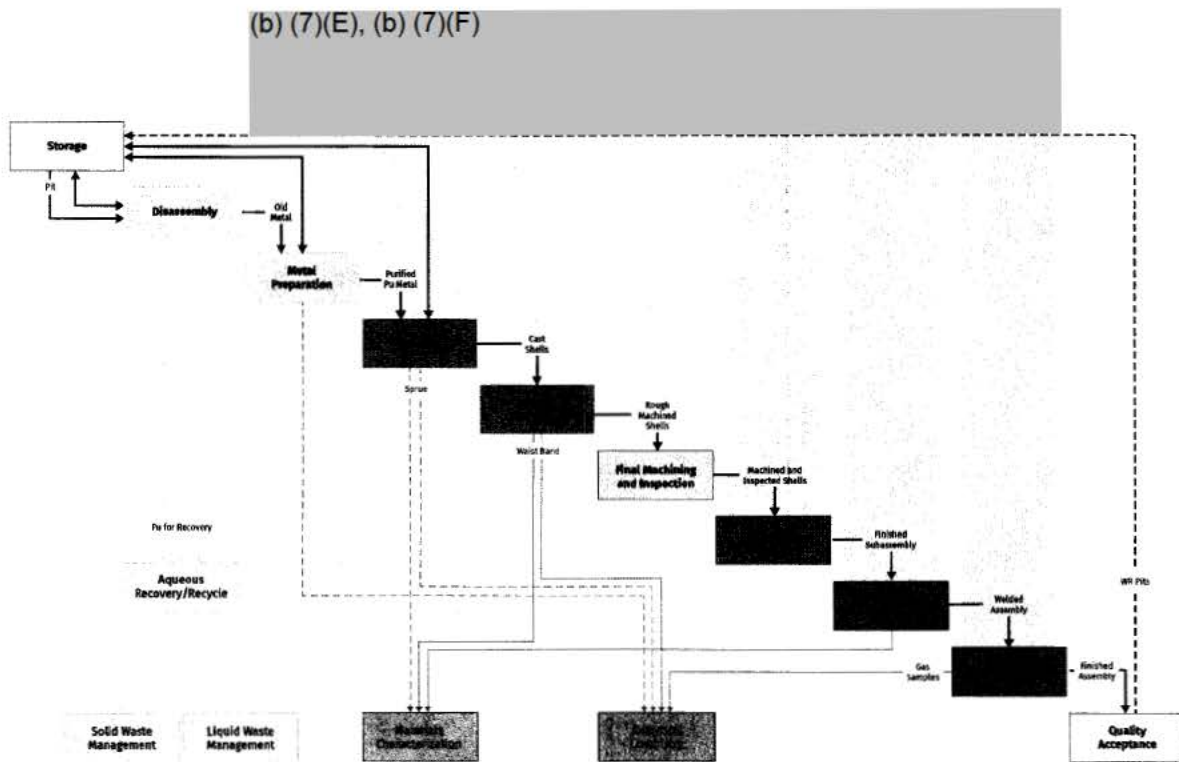 (b) (7)(E), (b) (7)(F)
Storage
PR
Disassembly
Old
Metal
Metal
Preparation
Purified
Pu Metal
Cast
Shells
Sprue
Rough
Machined
Shells
Waist Band
Final Machining
and Inspection
Machined and
Inspected Shells
Pu for Recovery
Finished
Subassembly
Aqueous
Recovery/Recycle
WR Pits
Welded
Assembly
Gas
Samples
Finished
Assembly
Solid Waste
Management
Liquid Waste
Management
Materials
Characterization
Quality
Acceptance